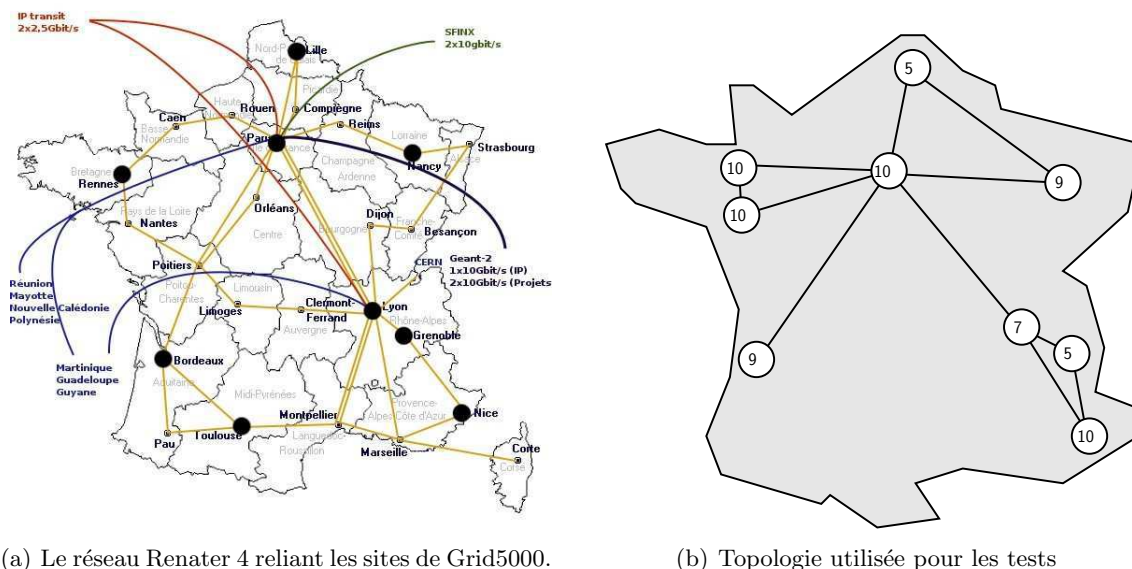 IP transit
2x2,5Gbit/s
SFINX
2x10gbit/s
Nord-P
de
ais
Lille
Picardie
Haute
Normandie
Rouen
Compiègne
Caen
Basse
Normandie
Reims
Paris
Ile
France
Lorraine
Strasbourg
Alsace
Nancy
Champagne
Ardenne
Bretagne
Rennes
Pays de la Loire
Nantes
Orléans
Centre
Dijon
Bourgogne
Franche-
Comté
Besançon
Poitiers
Poitou-
Charentes
Limousin
Limoges
Clermont-
Ferrand
Auvergne
CERN
Geant-2
1x10Gbit/s (IP)
2x10Gbit/s (Projets
Lyon
Rhône-Alpes
Grenoble
Réunion
Mayotte
Nouvelle Calédonie
Polynésie
Martinique
Guadeloupe
Guyane
Bordeaux
Aquitaine
Midi-Pyrénées
Montpellier
Provence-
Alpes Côte d'Azur
Nice
Pau
Toulouse
Languedoc-
Roussillon
Marseille
Corte
Corse
5
10
10
10
9
9
7
5
10
(a) Le réseau Renater 4 reliant les sites de Grid5000.
(b) Topologie utilisée pour les tests